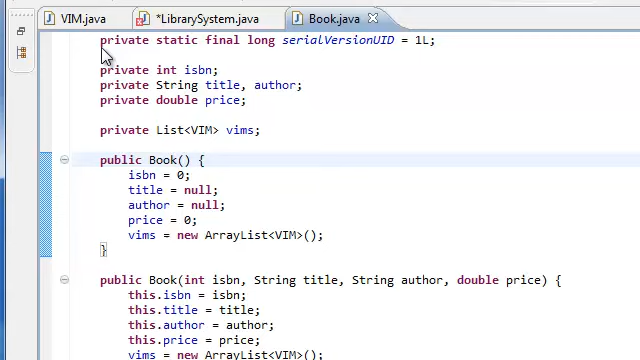 VIM.java *LibrarySystem.java Book.java
private static final long serialVersionUID = 1L;
private int isbn;
private String title, author;
private double price;
private List<VIM> vims;
public Book() {
isbn = 0;
title = null;
author = null;
price = 0;
vims = new ArrayList<VIM>();
}
public Book(int isbn, String title, String author, double price) {
this.isbn = isbn;
this.title = title;
this.author = author;
this.price = price;
vims = new ArrayList<VIM>();